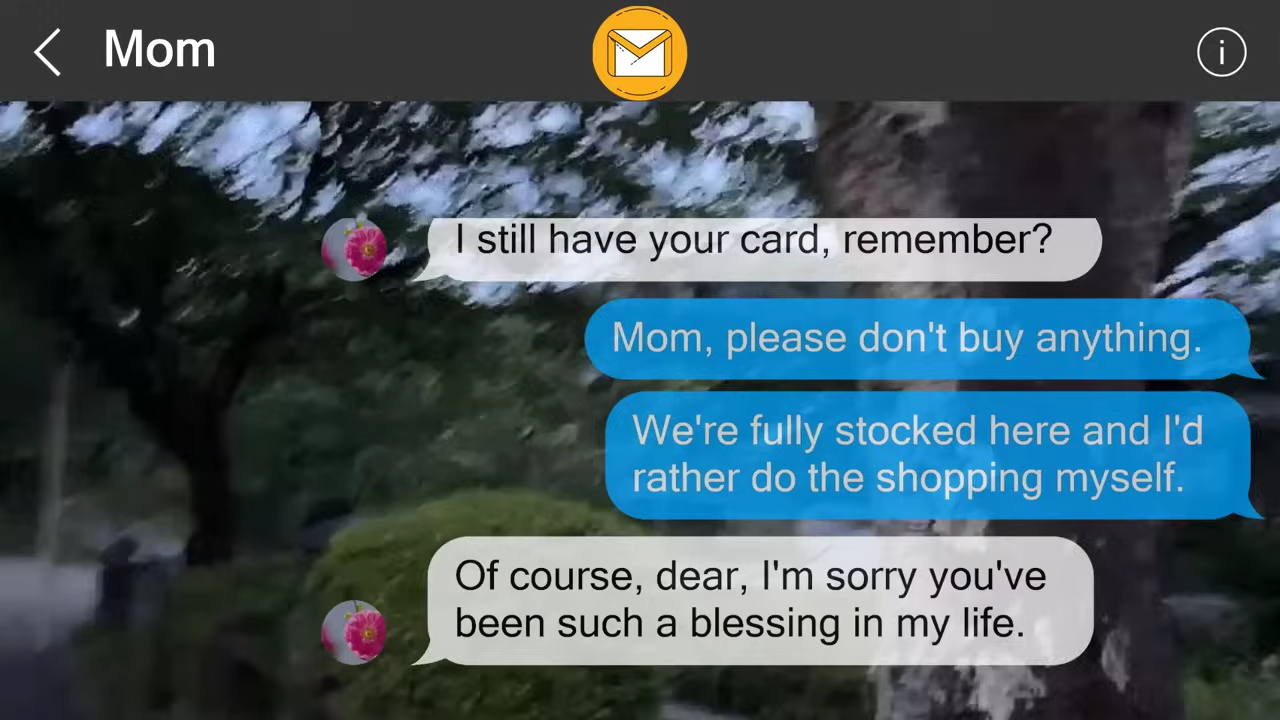 Mom
I still have your card, remember?
Mom, please don't buy anything.
We're fully stocked here and I'd
rather do the shopping myself.
Of course, dear, I'm sorry you've
been such a blessing in my life.